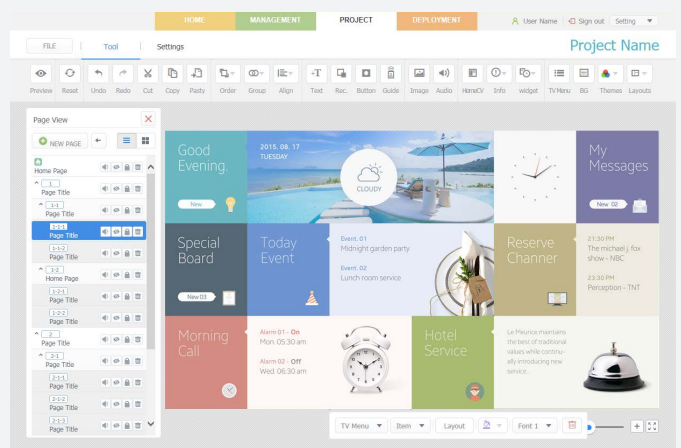 HOME
MANAGEMENT
PROJECT
DEPLOYMENT
User Name
Sign out
Setting
FILE
Tool
Settings
Project Name
Preview
Reset
Undo
Redo
Cut
Copy
Pasty
Order
Group
Align
Text
Rec.
Button
Guide
Image
Audio
HomeCV
Info
widget
TV Menu
BG
Themes
Layouts
Page View
NEW PAGE
Home Page
1
Page Title
1-1
Page Title
1-1-1
Page Title
1-1-2
Page Title
1-2
Home Page
1-2-1
Page Title
1-2-2
Page Title
2
Page Title
2-1
Page Title
2-1-1
Page Title
2-1-2
Page Title
2-1-3
Page Title
Good
Evening.
New
2015. 08. 17
TUESDAY
CLOUDY
My
Messages
New 02
Special
Board
New 03
Today
Event
Event. 01
Midnight garden party
Event. 02
Lunch room service
Reserve
Channer
21:30 PM
The michael j. fox
show - NBC
23:30 PM
Perception - TNT
Morning
Call
Alarm 01 - On
Mon. 05:30 am
Alarm 02 - Off
Wed. 06:30 am
Hotel
Service
Le Meurice maintains
the best of traditional
values while continu-
ally introducing new
service..
TV Menu
Item
Layout
Font 1